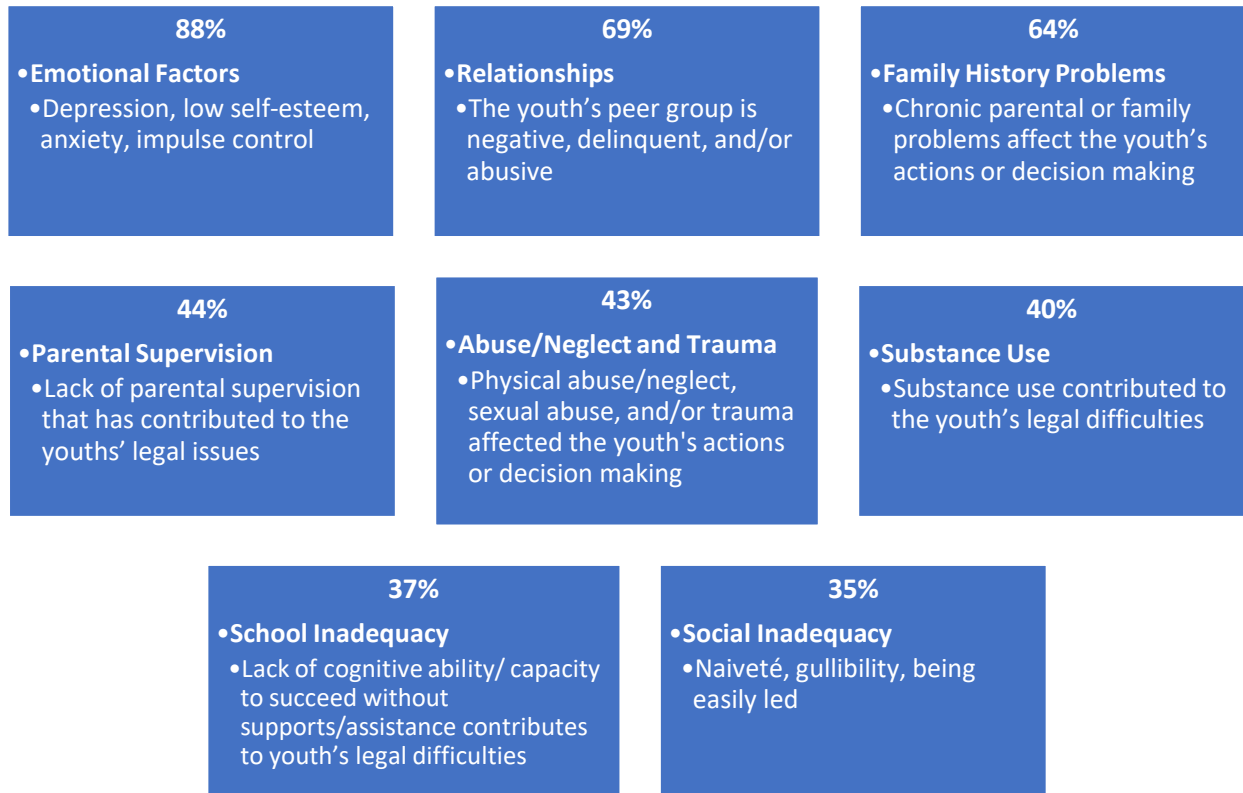 88%
•Emotional Factors
•Depression, low self-esteem,
anxiety, impulse control
69%
•Relationships
•The youth’s peer group is
negative, delinquent, and/or
abusive
64%
•Family History Problems
•Chronic parental or family
problems affect the youth’s
actions or decision making
44%
•Parental Supervision
•Lack of parental supervision
that has contributed to the
youths’ legal issues
43%
•Abuse/Neglect and Trauma
•Physical abuse/neglect,
sexual abuse, and/or trauma
affected the youth's actions
or decision making
40%
•Substance Use
•Substance use contributed to
the youth’s legal difficulties
37%
•School Inadequacy
•Lack of cognitive ability/ capacity
to succeed without
supports/assistance contributes
to youth’s legal difficulties
35%
•Social Inadequacy
•Naiveté, gullibility, being
easily led